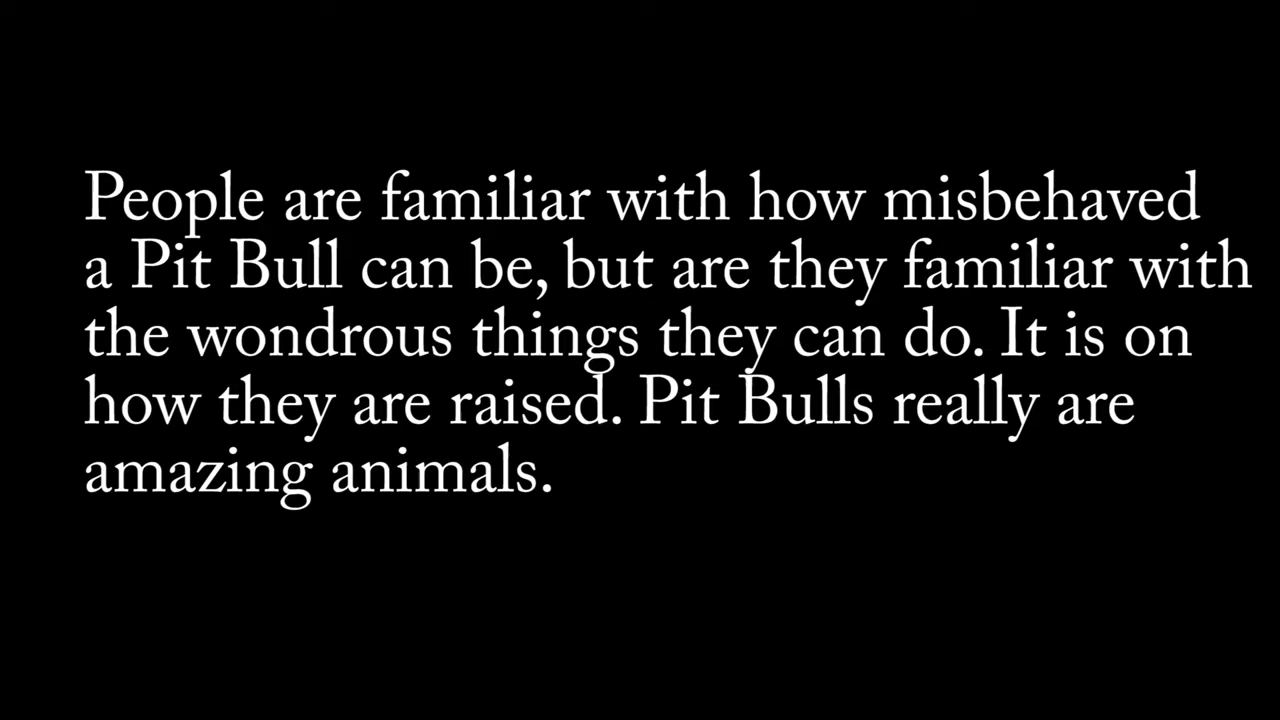 People are familiar with how misbehaved
a Pit Bull can be, but are they familiar with
the wondrous things they can do. It is on
how they are raised. Pit Bulls really are
amazing animals.